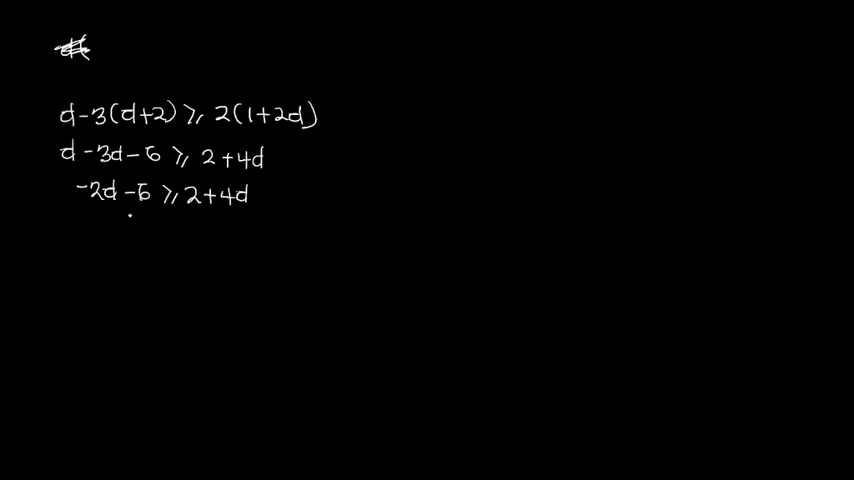 d-3(d+2) ⩾ 2(1+2d)
d-3d-6 ⩾ 2+4d
-2d-6 ⩾ 2+4d